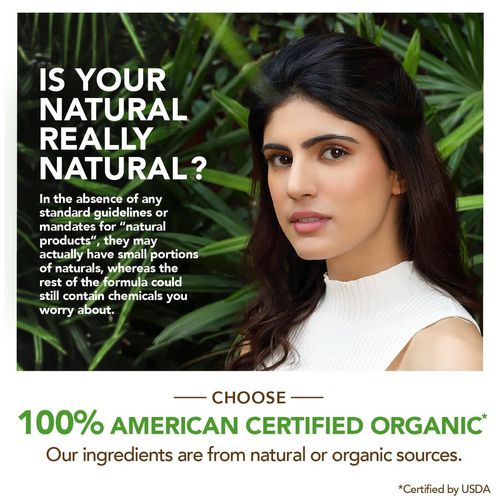 IS YOUR
NATURAL
REALLY
NATURAL?
In the absence of any
standard guidelines or
mandates for “natural
products”, they may
actually have small portions
of naturals, whereas the
rest of the formula could
still contain chemicals you
worry about.
CHOOSE
100% AMERICAN CERTIFIED ORGANIC*
Our ingredients are from natural or organic sources.
*Certified by USDA